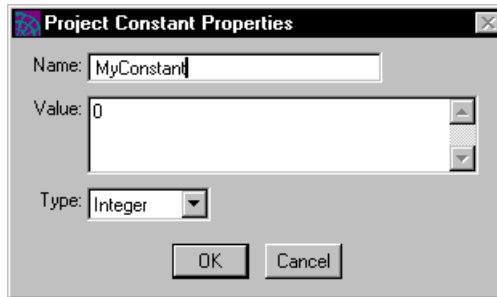 Project Constant Properties
Name: MyConstant
Value: 0
Type: Integer
OK Cancel